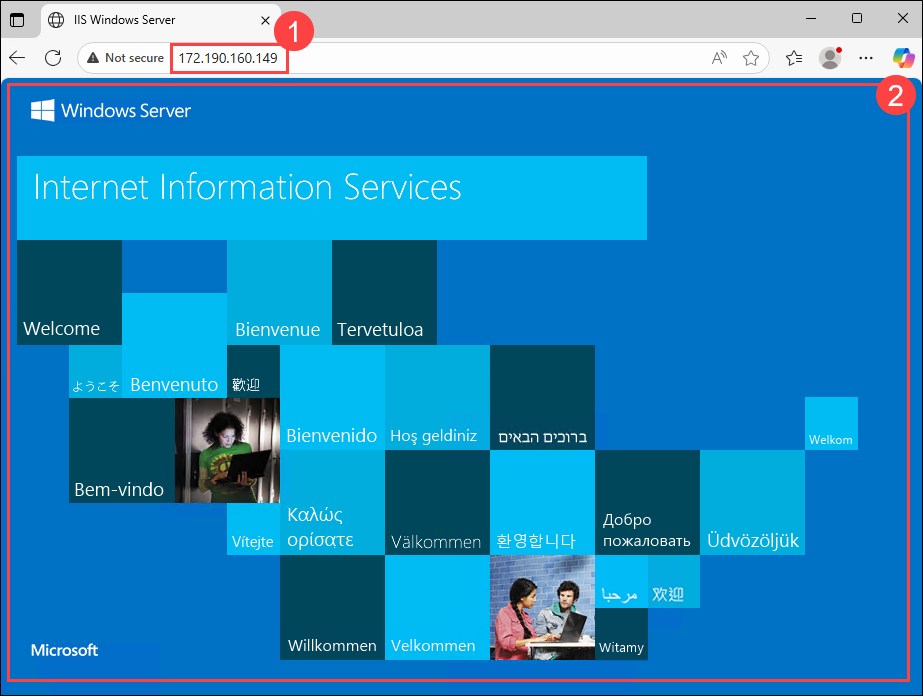 IIS Windows Server
1
Not secure
172.190.160.149
2
Windows Server
Internet Information Services
Welcome
Bienvenue
Tervetuloa
ようこそ
Benvenuto
歡迎
Bienvenido
Hoş geldiniz
ברוכים הבאים
Welkom
Bem-vindo
Vítejte
Καλώς
ορίσατε
Välkommen
환영합니다
Добро
пожаловать
Üdvözöljük
مرحبا
欢迎
Willkommen
Velkommen
Witamy
Microsoft